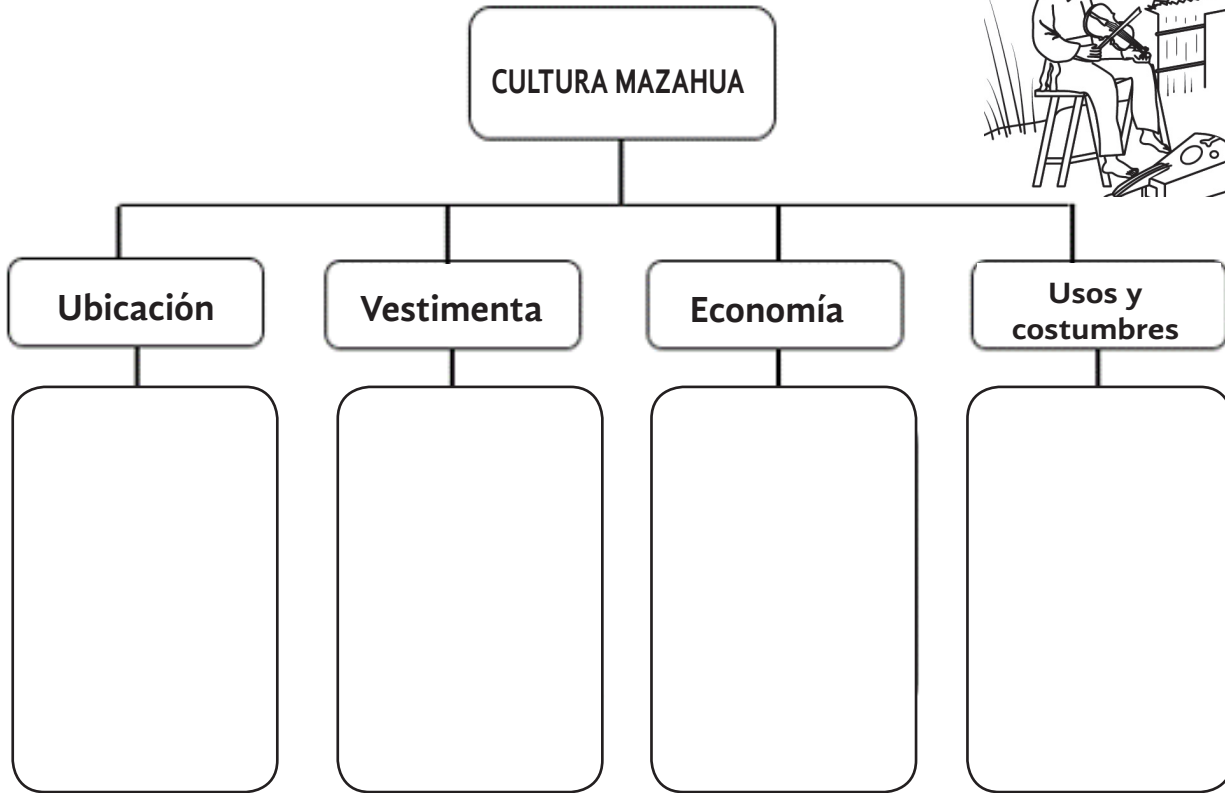 CULTURA MAZAHUA
Ubicación
Vestimenta
Economía
Usos y
costumbres